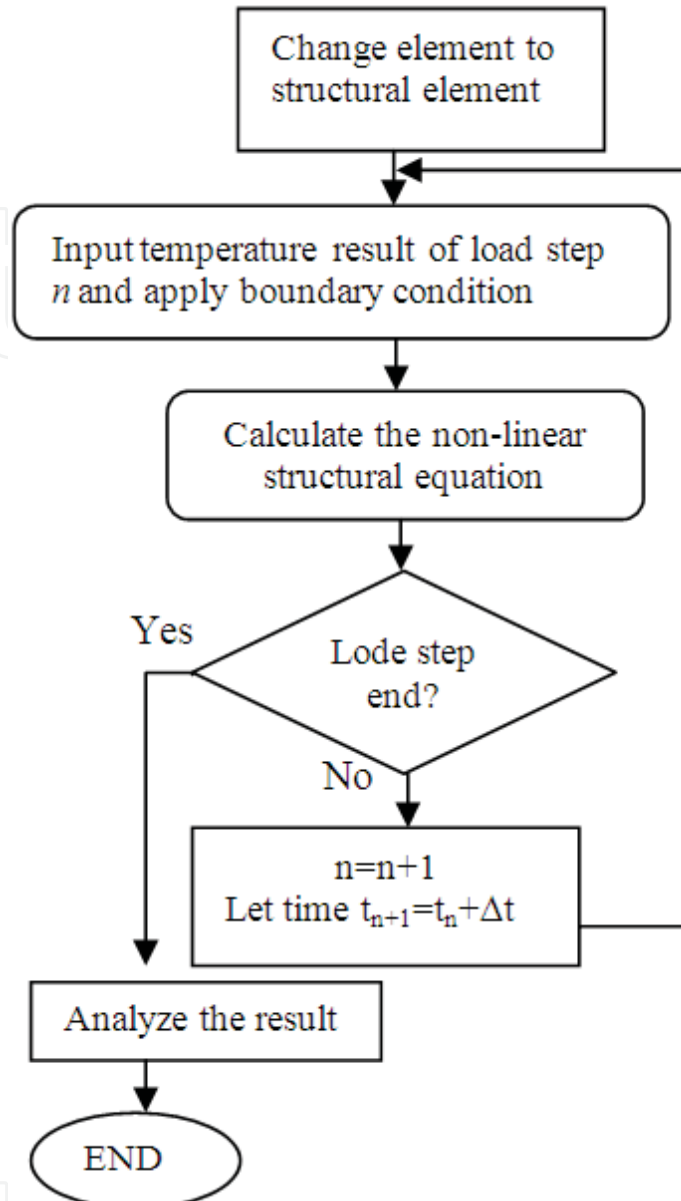 Change element to
structural element
Input temperature result of load step
n and apply boundary condition
Calculate the non-linear
structural equation
Yes
Lode step
end?
No
n=n+1
Let time tₙ₊₁=tₙ+Δt
Analyze the result
END